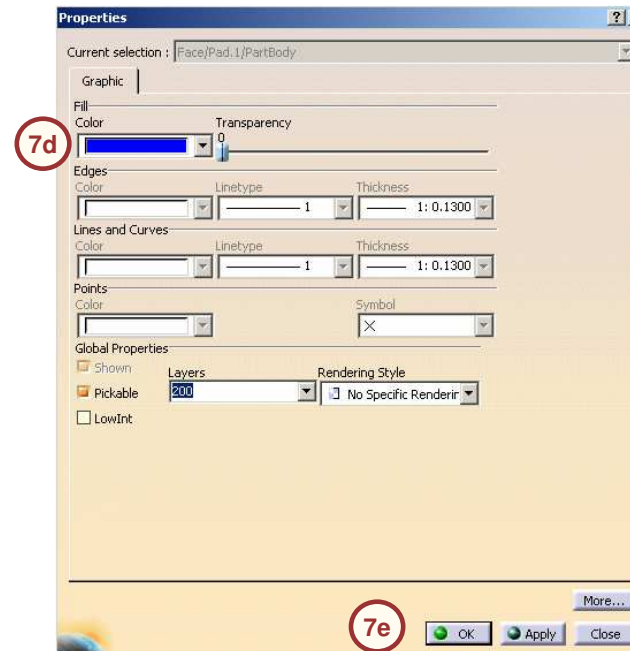 Properties ?
Current selection : Face/Pad.1/PartBody
Graphic
Fill
Color Transparency
7d 0
Edges
Color Linetype Thickness
1 1: 0.1300
Lines and Curves
Color Linetype Thickness
1 1: 0.1300
Points
Color Symbol
Global Properties
Shown Layers Rendering Style
Pickable 200 No Specific Renderir
LowInt
More...
7e OK Apply Close